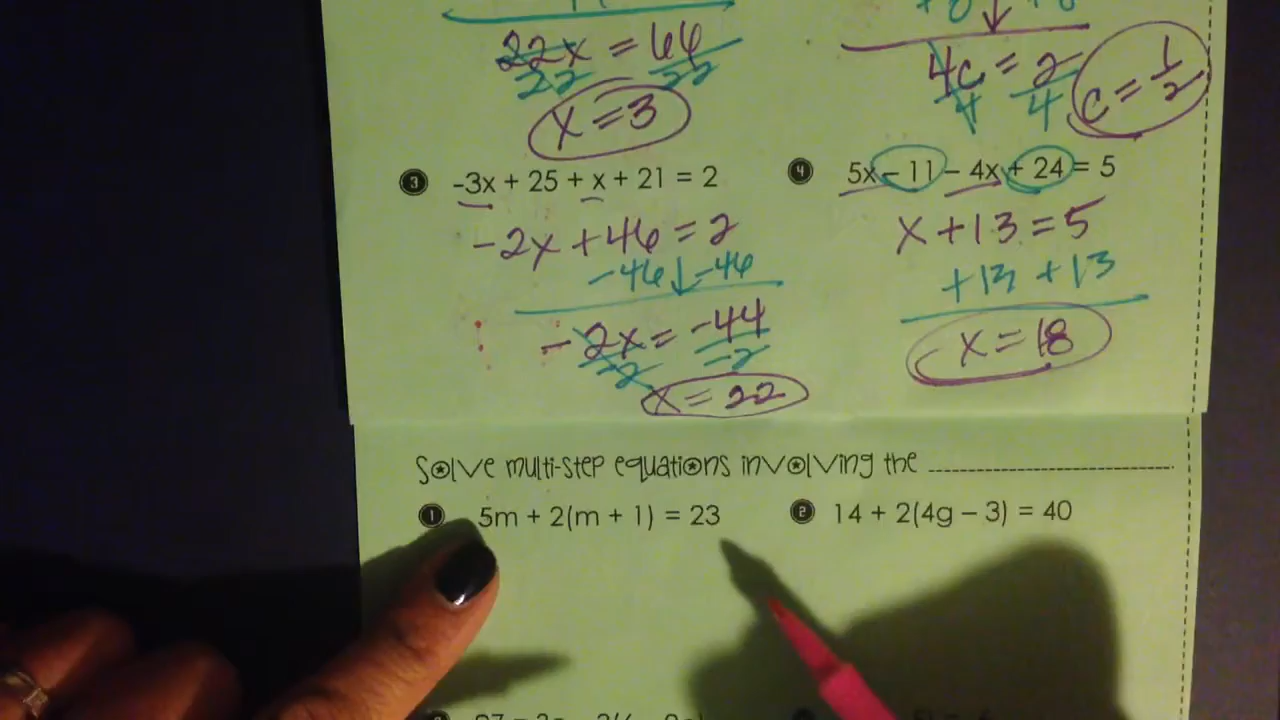 22x = 66
22 22
x = 3
+8 +8
4c = 2
4 4
c = 1/2
3 -3x + 25 + x + 21 = 2
-2x + 46 = 2
-46 ↓ -46
-2x = -44
-2 -2
x = 22
4 5x - 11 - 4x + 24 = 5
x + 13 = 5
+13 +13
x = 18
Solve multi-step equations involving the
1 5m + 2(m + 1) = 23
2 14 + 2(4g – 3) = 40